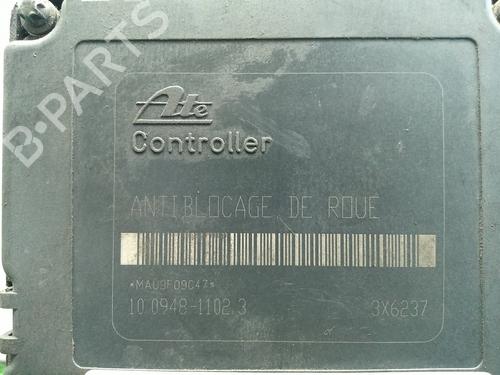 B-PARTS
Ate
Controller
ANTIBLOCAGE DE ROUE
*MA09F09C47*
10.0948-1102.3 3X6237